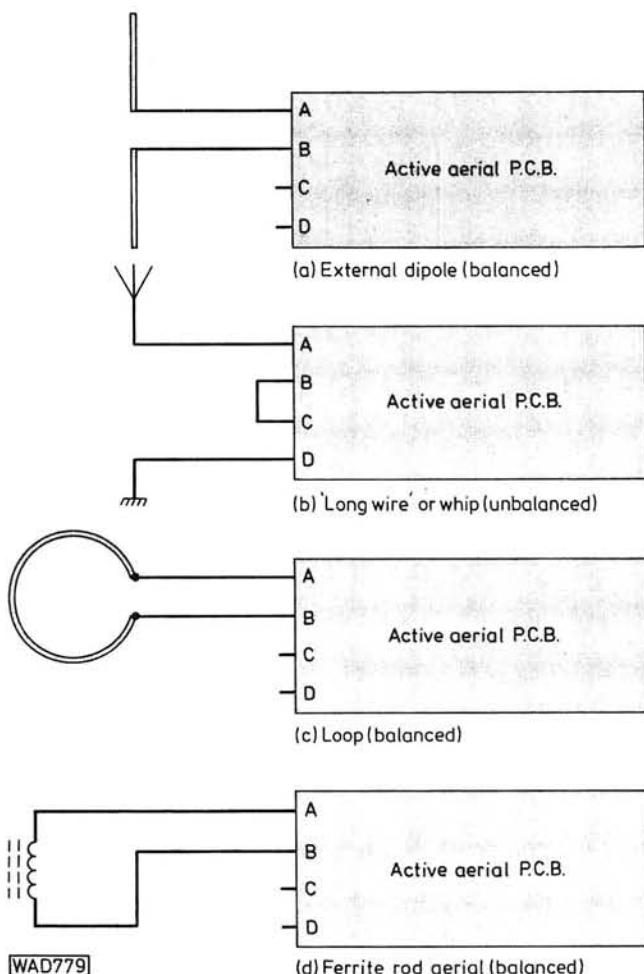 A
B
Active aerial P.C.B.
C
D
(a) External dipole (balanced)
A
B
Active aerial P.C.B.
C
D
(b) 'Long wire' or whip (unbalanced)
A
B
Active aerial P.C.B.
C
D
(c) Loop (balanced)
A
B
Active aerial P.C.B.
C
D
WAD779
(d) Ferrite rod aerial (balanced)